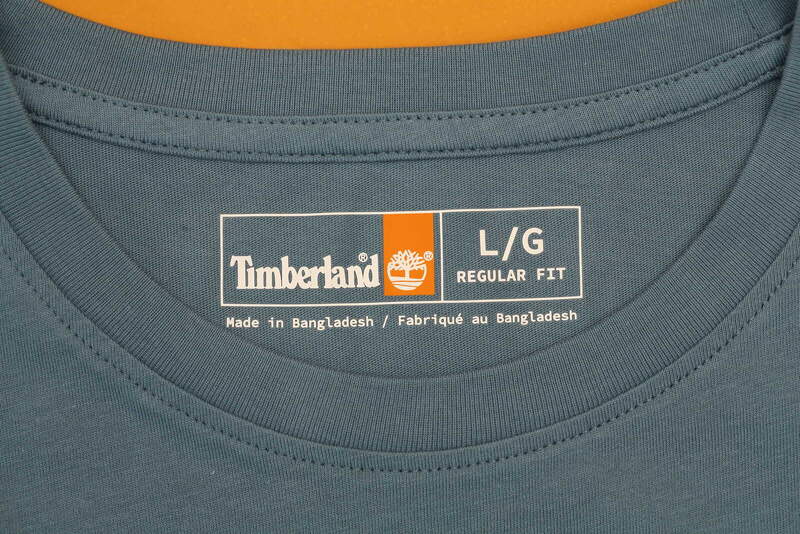 Timberland®
®
L/G
REGULAR FIT
Made in Bangladesh / Fabriqué au Bangladesh